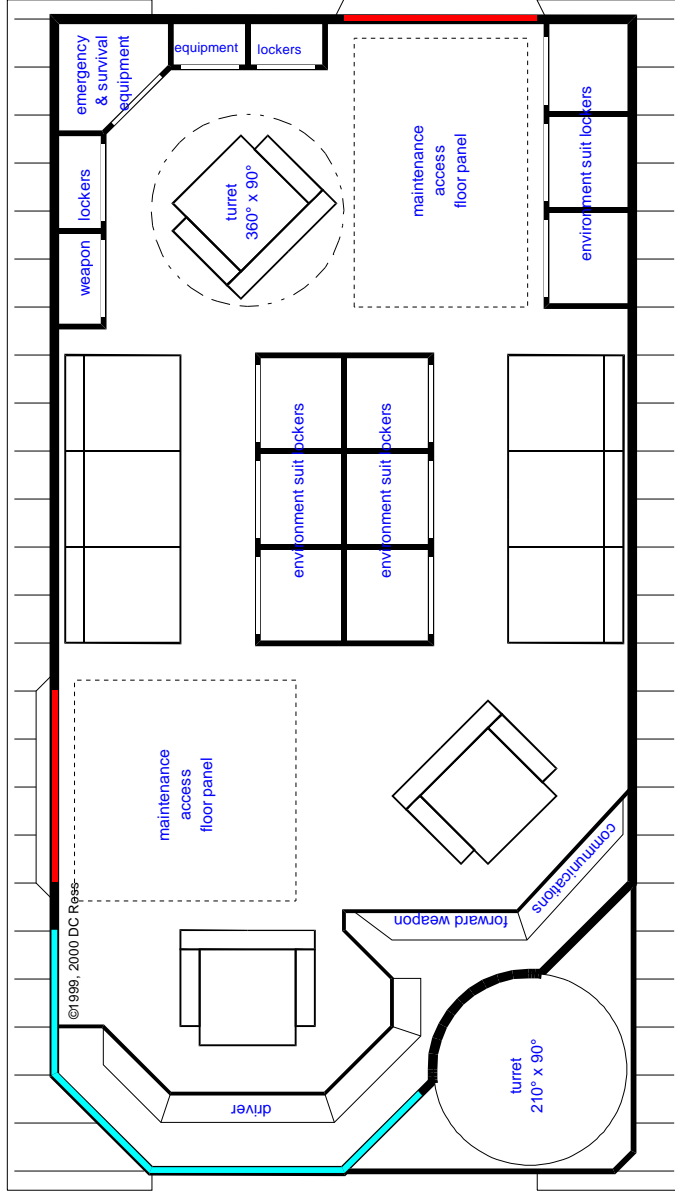 emergency
& survival
equipment
equipment
lockers
lockers
weapon
turret
360° x 90°
maintenance
access
floor panel
environment suit lockers
environment suit lockers
environment suit lockers
maintenance
access
floor panel
©1999, 2000 DC Ross
communications
forward weapon
driver
turret
210° x 90°